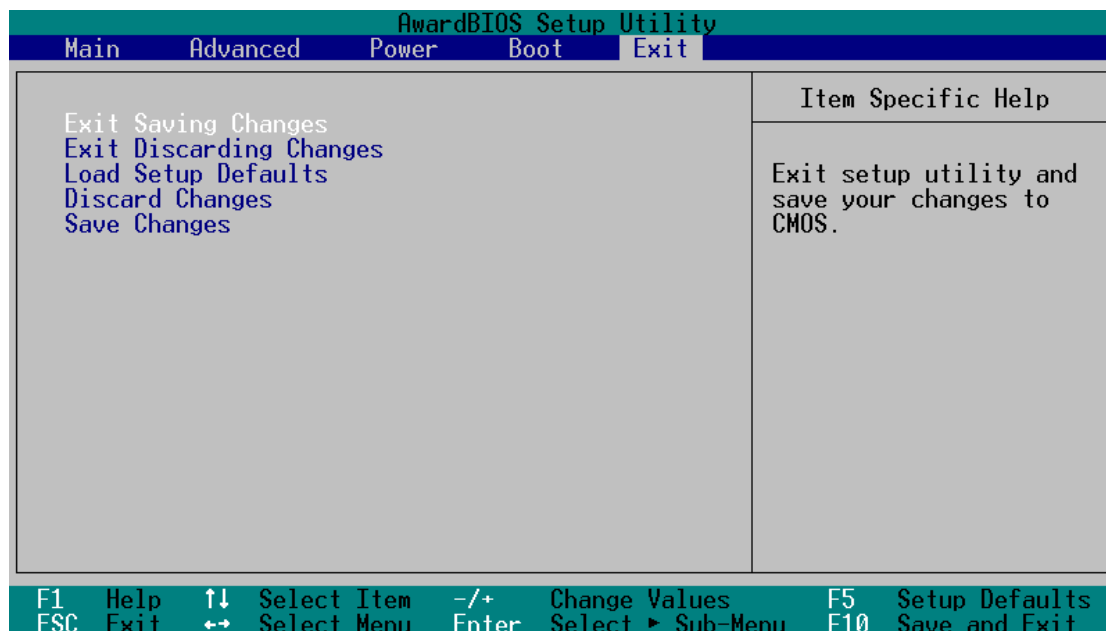 AwardBIOS Setup Utility
Main Advanced Power Boot Exit
Item Specific Help
Exit Saving Changes
Exit Discarding Changes
Load Setup Defaults
Discard Changes
Save Changes
Exit setup utility and
save your changes to
CMOS.
F1 Help ↑↓ Select Item -/+ Change Values F5 Setup Defaults
ESC Exit ←→ Select Menu Enter Select ► Sub-Menu F10 Save and Exit